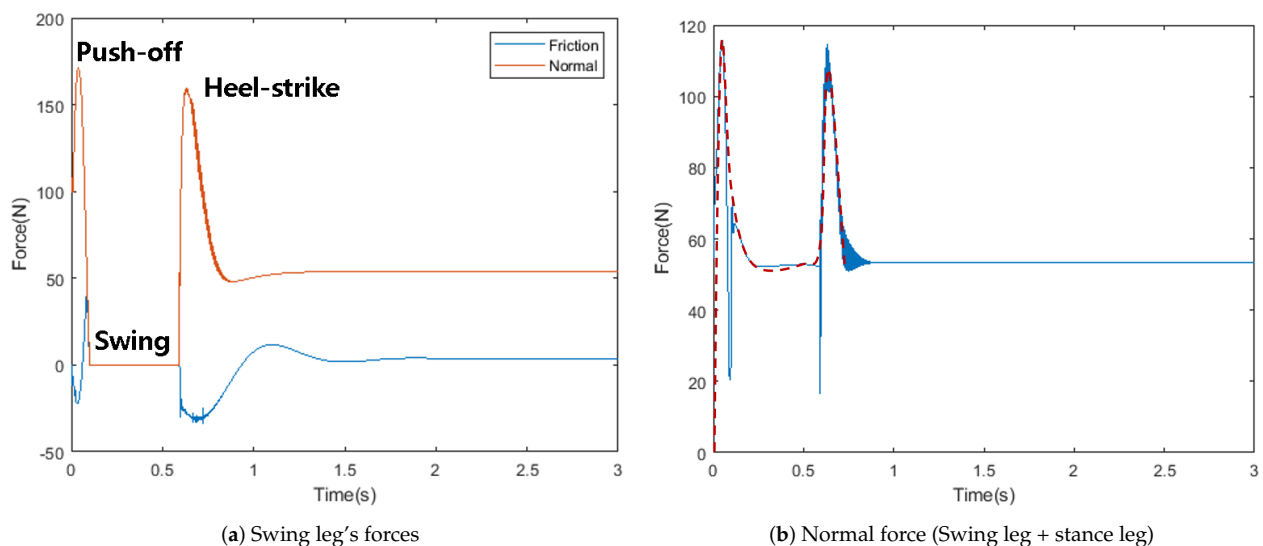 200
150
100
50
0
-50
Force(N)
Push-off
Heel-strike
Swing
Friction
Normal
0
0.5
1
1.5
2
2.5
3
Time(s)
(a) Swing leg's forces
120
100
80
60
40
20
0
Force(N)
0
0.5
1
1.5
2
2.5
3
Time(s)
(b) Normal force (Swing leg + stance leg)